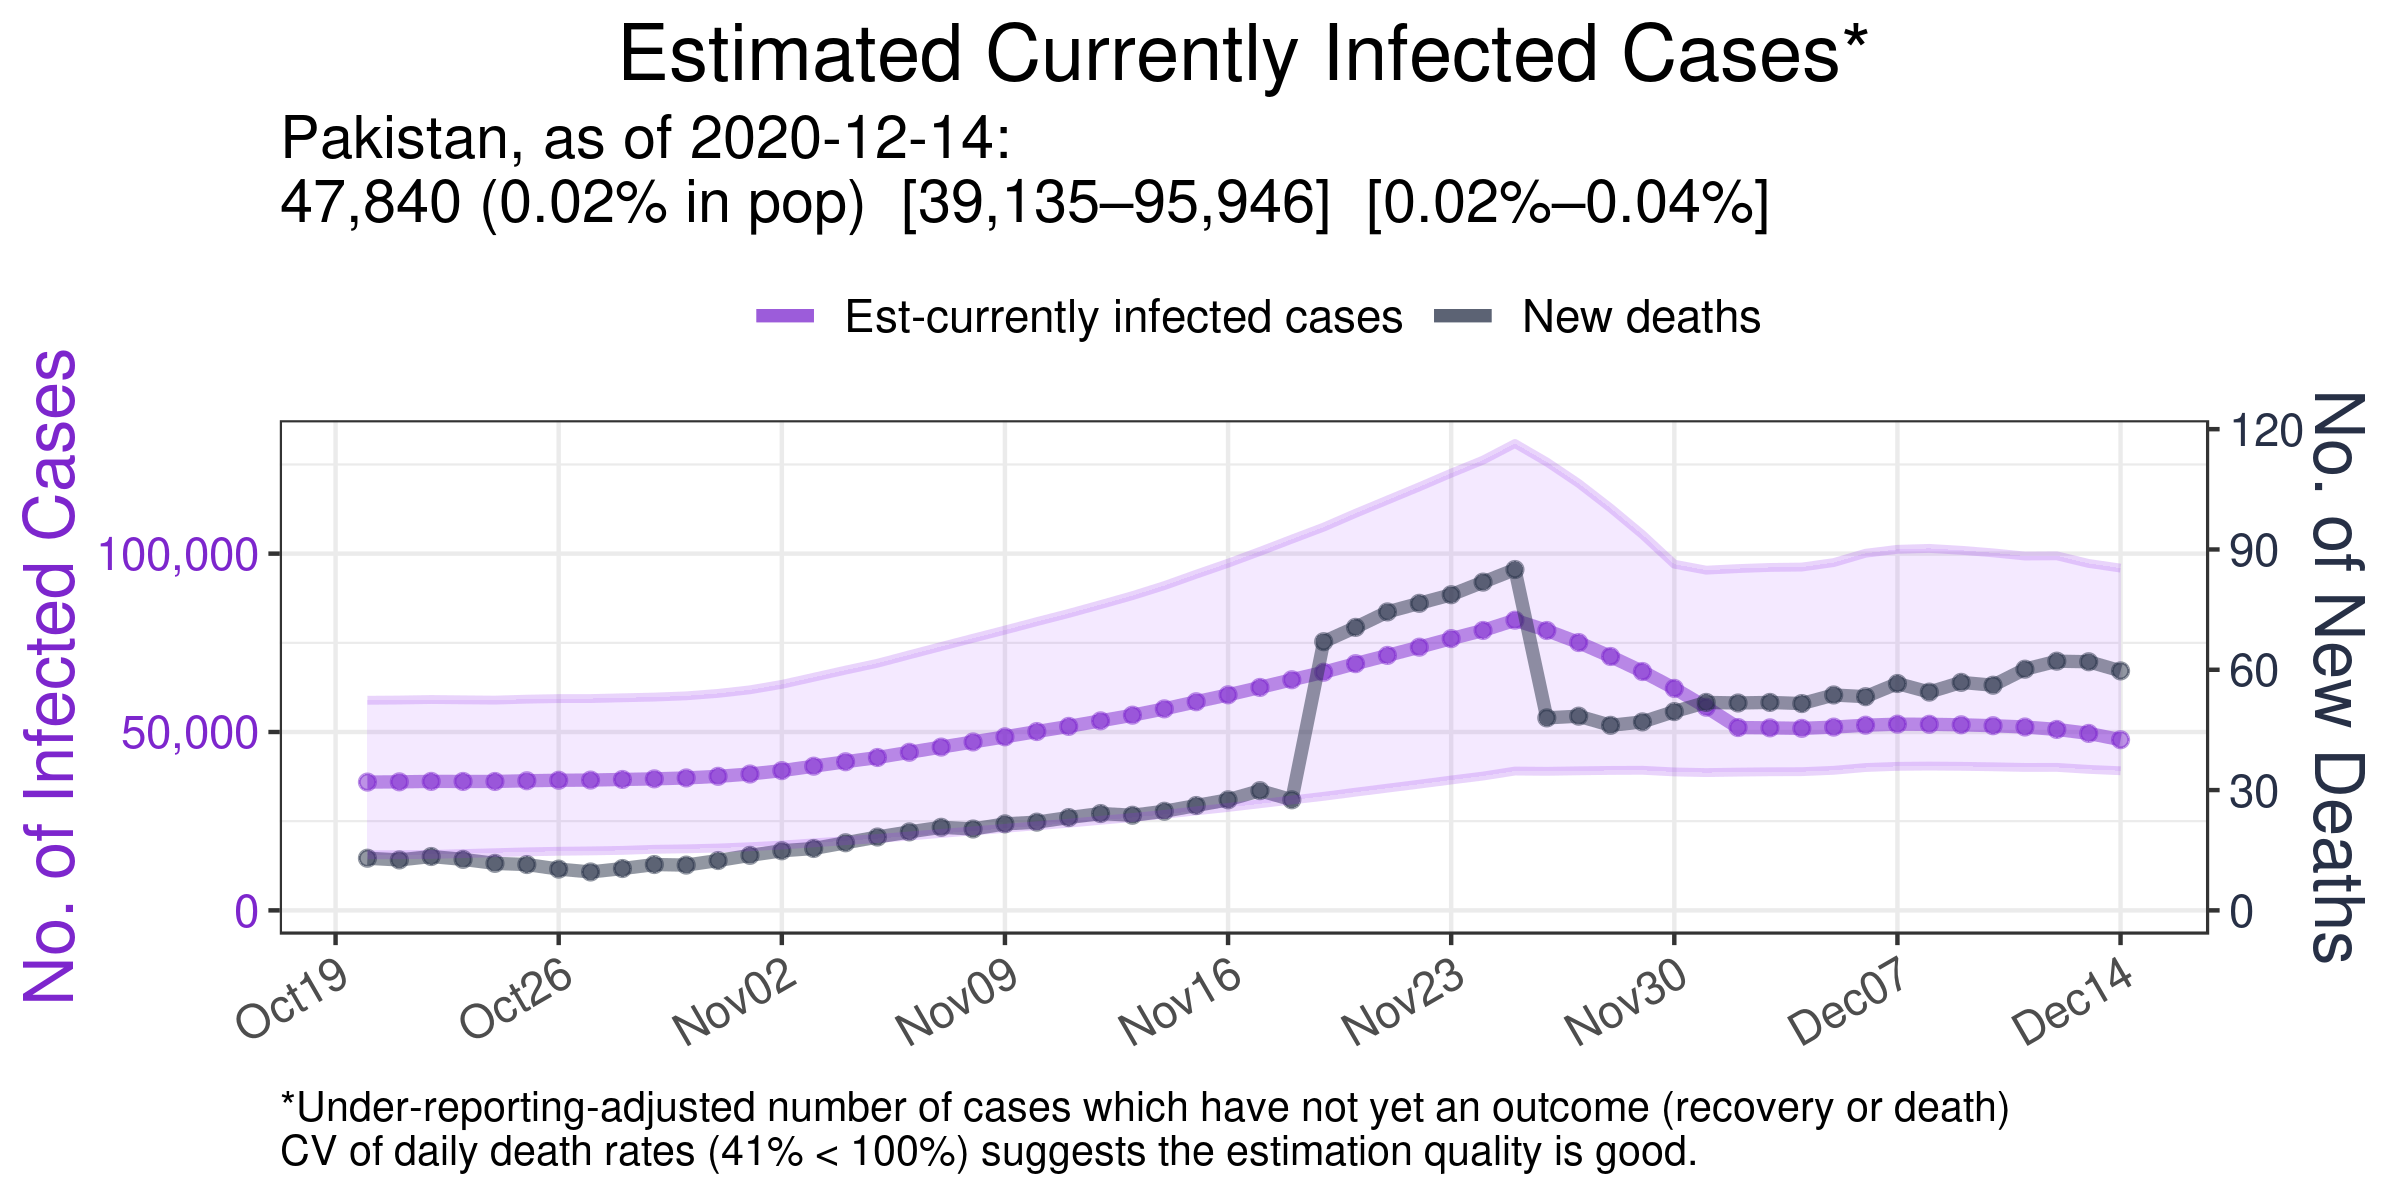 Estimated Currently Infected Cases*
Pakistan, as of 2020-12-14:
47,840 (0.02% in pop) [39,135–95,946] [0.02%–0.04%]
Est-currently infected cases
New deaths
No. of Infected Cases
100,000
50,000
0
120
90
60
30
0
No. of New Deaths
Oct19
Oct26
Nov02
Nov09
Nov16
Nov23
Nov30
Dec07
Dec14
*Under-reporting-adjusted number of cases which have not yet an outcome (recovery or death)
CV of daily death rates (41% < 100%) suggests the estimation quality is good.